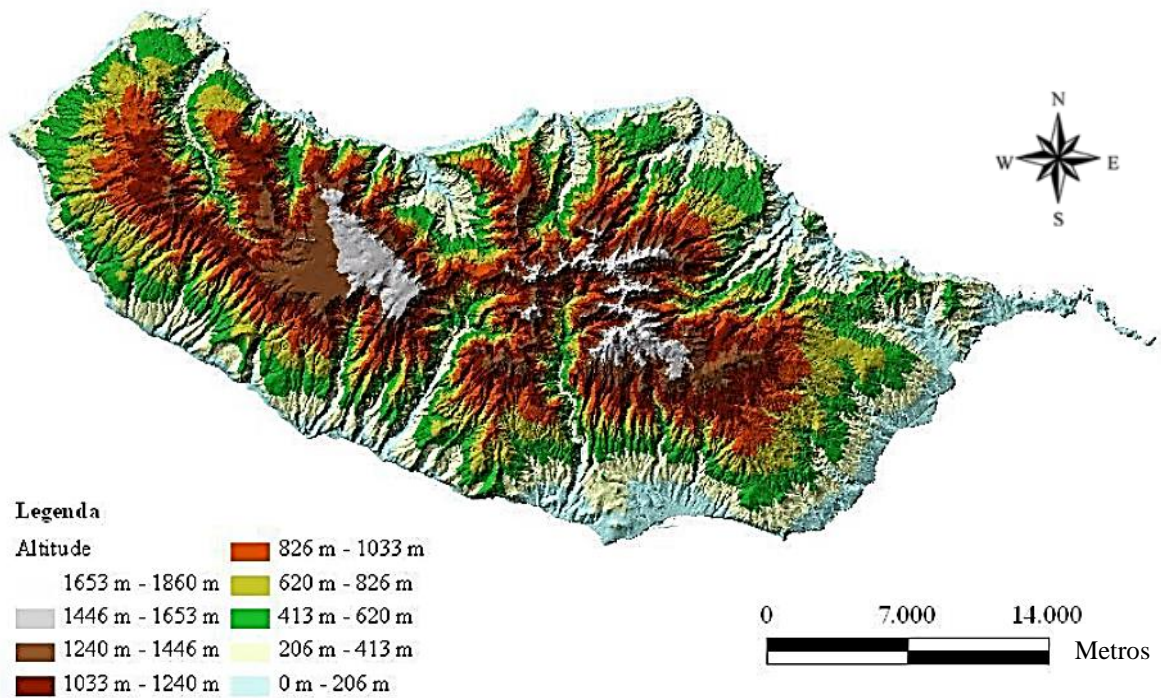 N
W E
S
Legenda
Altitude
1653 m - 1860 m
1446 m - 1653 m
1240 m - 1446 m
1033 m - 1240 m
826 m - 1033 m
620 m - 826 m
413 m - 620 m
206 m - 413 m
0 m - 206 m
0 7.000 14.000
Metros